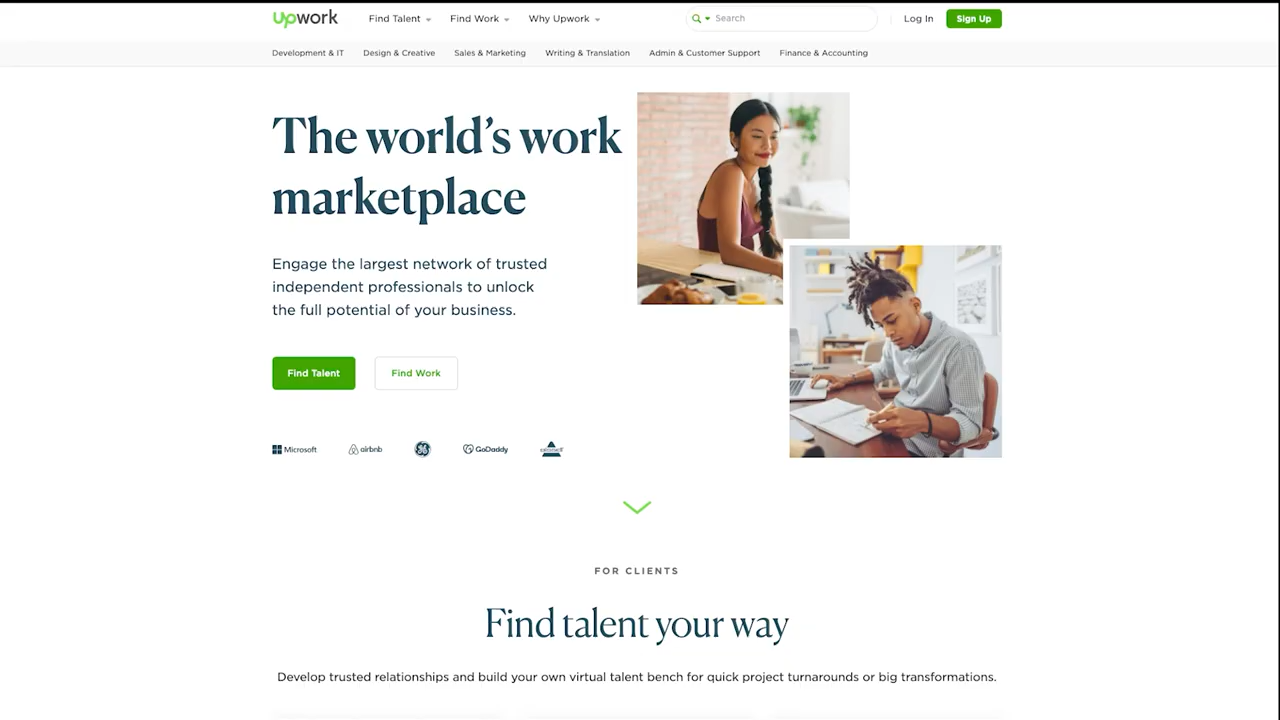 upwork Find Talent Find Work Why Upwork Search Log In Sign Up
Development & IT Design & Creative Sales & Marketing Writing & Translation Admin & Customer Support Finance & Accounting
The world's work
marketplace
Engage the largest network of trusted
independent professionals to unlock
the full potential of your business.
Find Talent Find Work
Microsoft airbnb GE GoDaddy
FOR CLIENTS
Find talent your way
Develop trusted relationships and build your own virtual talent bench for quick project turnarounds or big transformations.